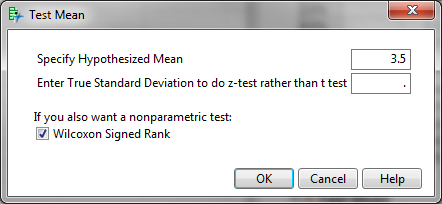 Test Mean
Specify Hypothesized Mean 3.5
Enter True Standard Deviation to do z-test rather than t test .
If you also want a nonparametric test:
Wilcoxon Signed Rank
OK Cancel Help